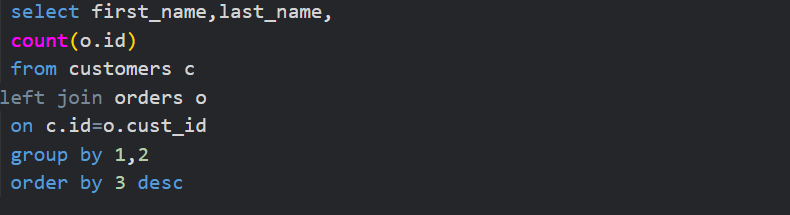 select first_name,last_name,
count(o.id)
from customers c
left join orders o
on c.id=o.cust_id
group by 1,2
order by 3 desc